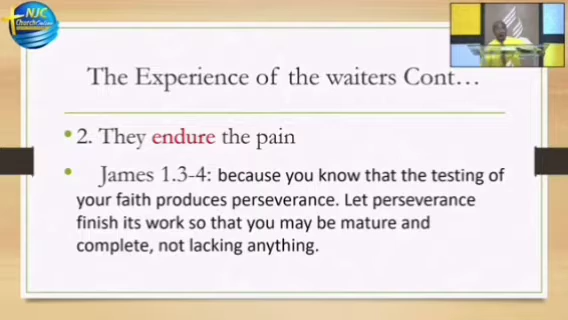 NJC
The Experience of the waiters Cont…
• 2. They endure the pain
• James 1.3-4: because you know that the testing of
your faith produces perseverance. Let perseverance
finish its work so that you may be mature and
complete, not lacking anything.